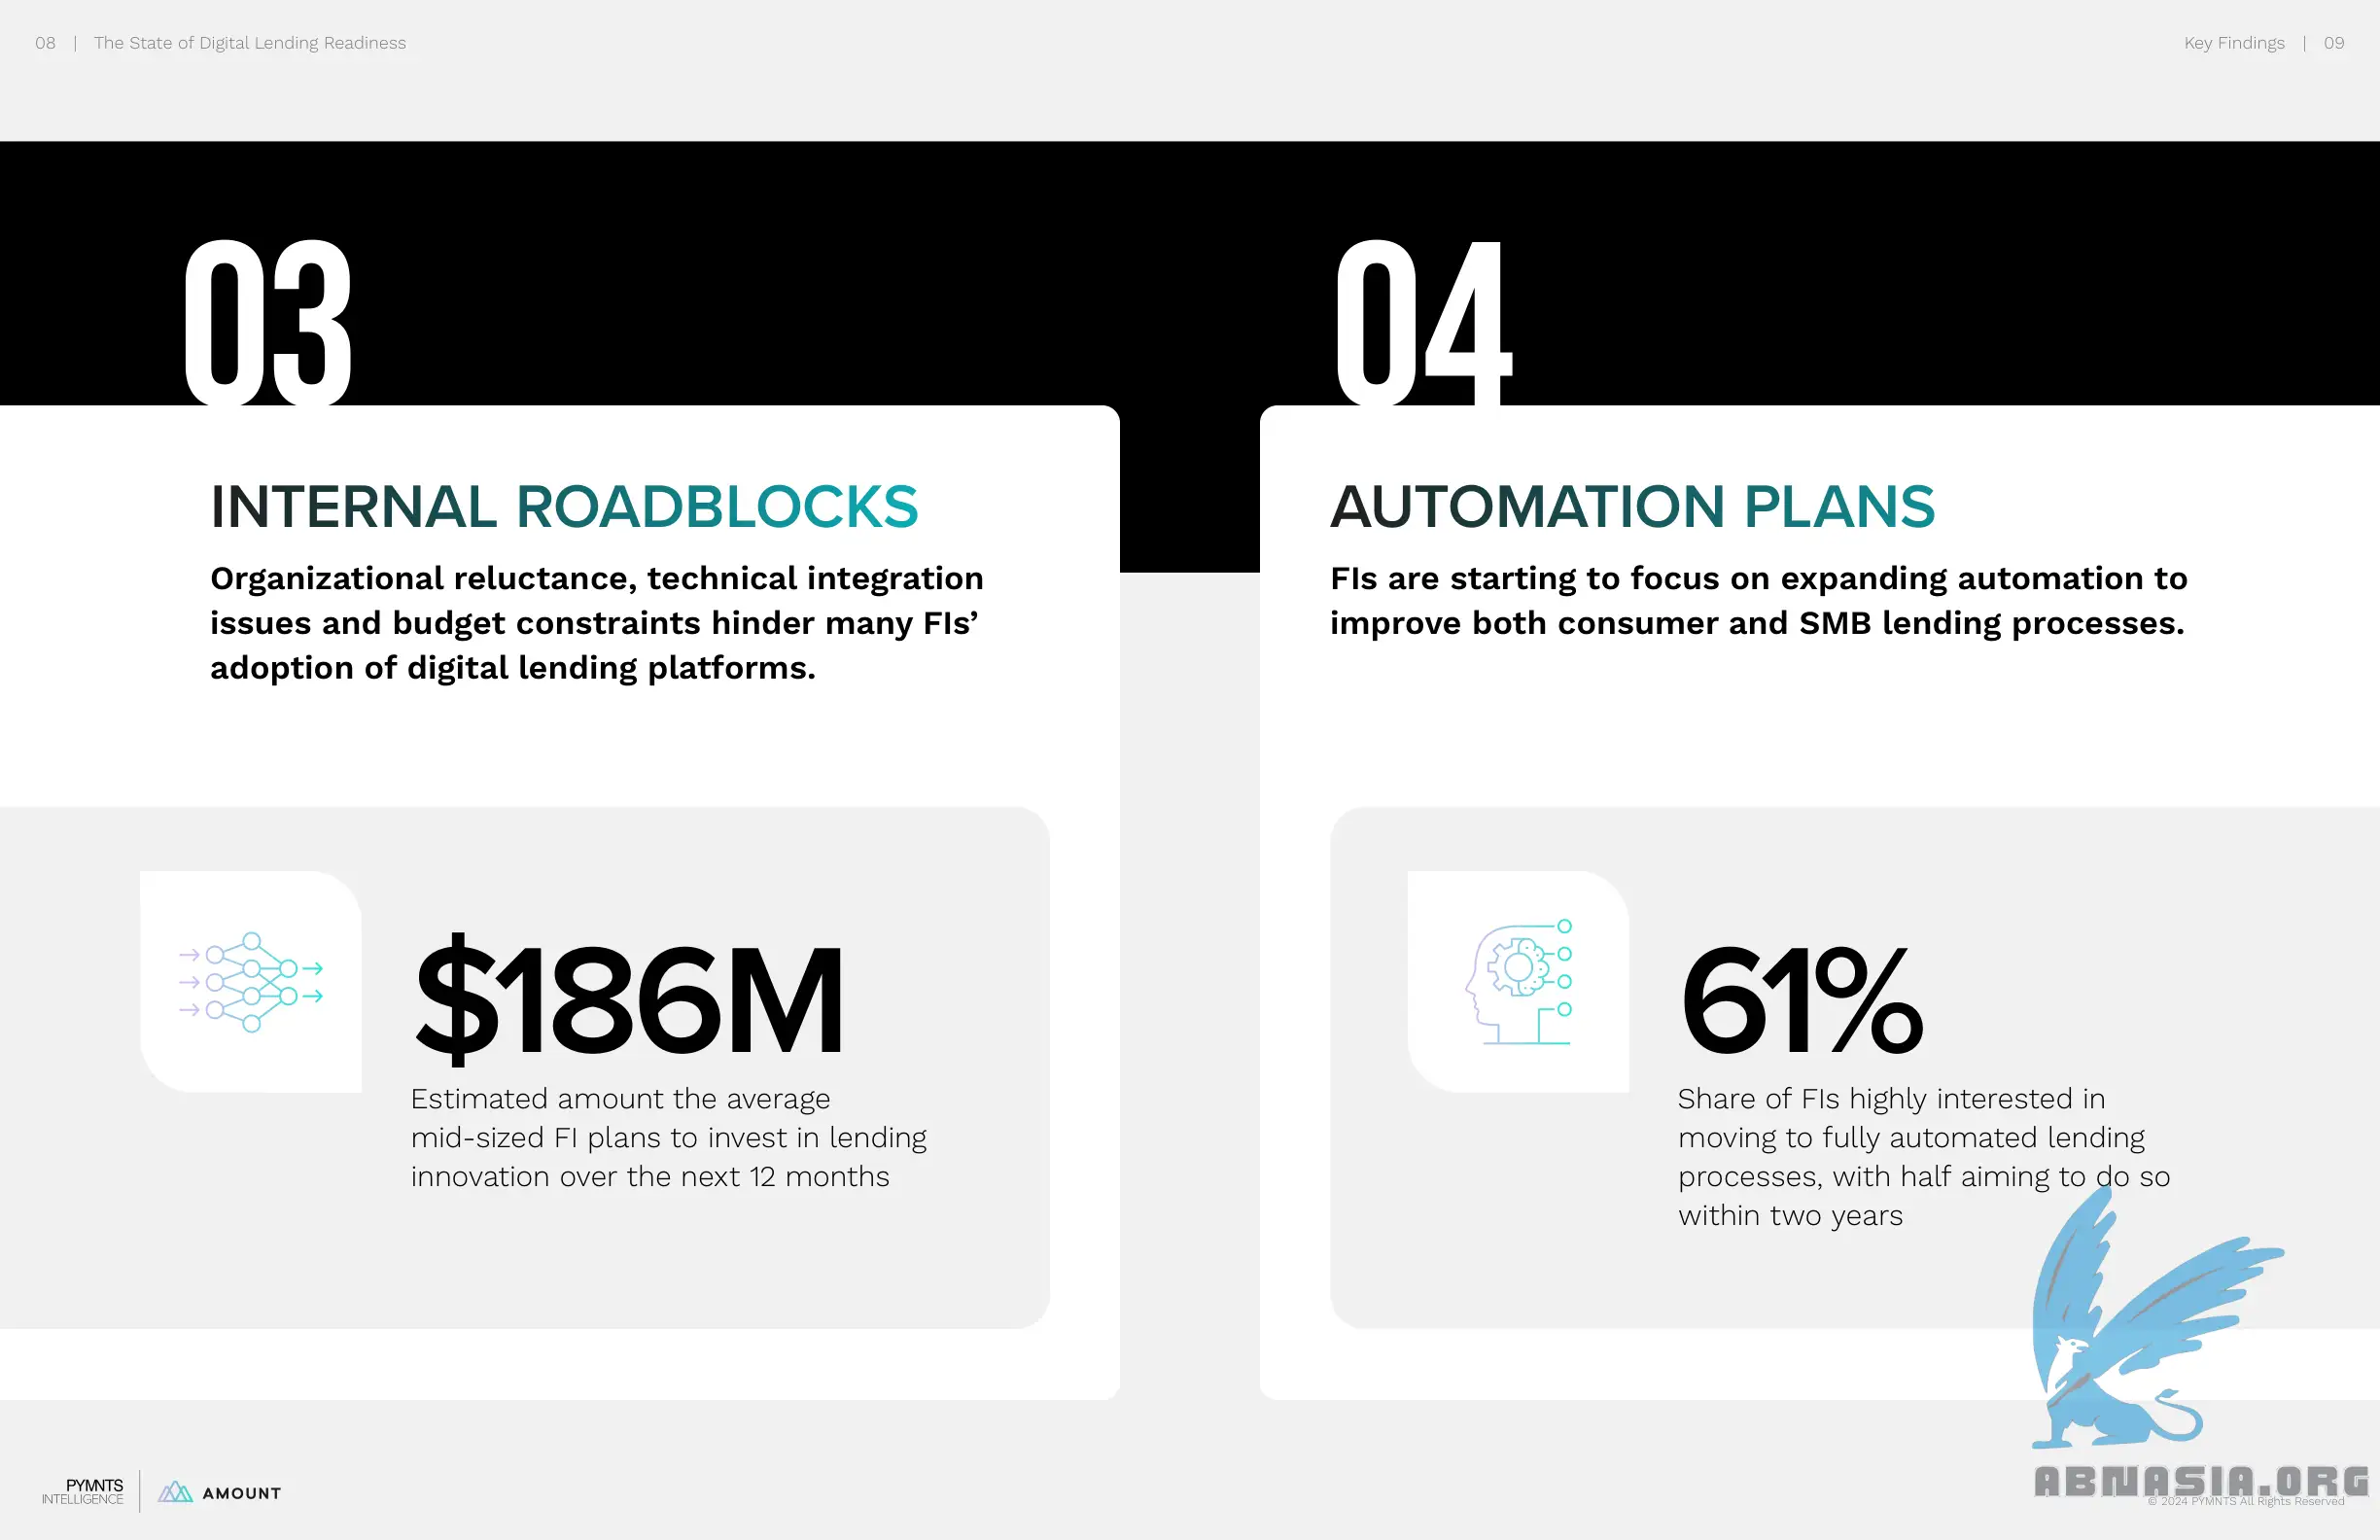 08 | The State of Digital Lending Readiness
Key Findings | 09
03
INTERNAL ROADBLOCKS
Organizational reluctance, technical integration
issues and budget constraints hinder many FIs’
adoption of digital lending platforms.
$186M
Estimated amount the average
mid-sized FI plans to invest in lending
innovation over the next 12 months
04
AUTOMATION PLANS
FIs are starting to focus on expanding automation to
improve both consumer and SMB lending processes.
61%
Share of FIs highly interested in
moving to fully automated lending
processes, with half aiming to do so
within two years
PYMNTS
INTELLIGENCE
AMOUNT
ABNASIA.ORG
© 2024 PYMNTS All Rights Reserved